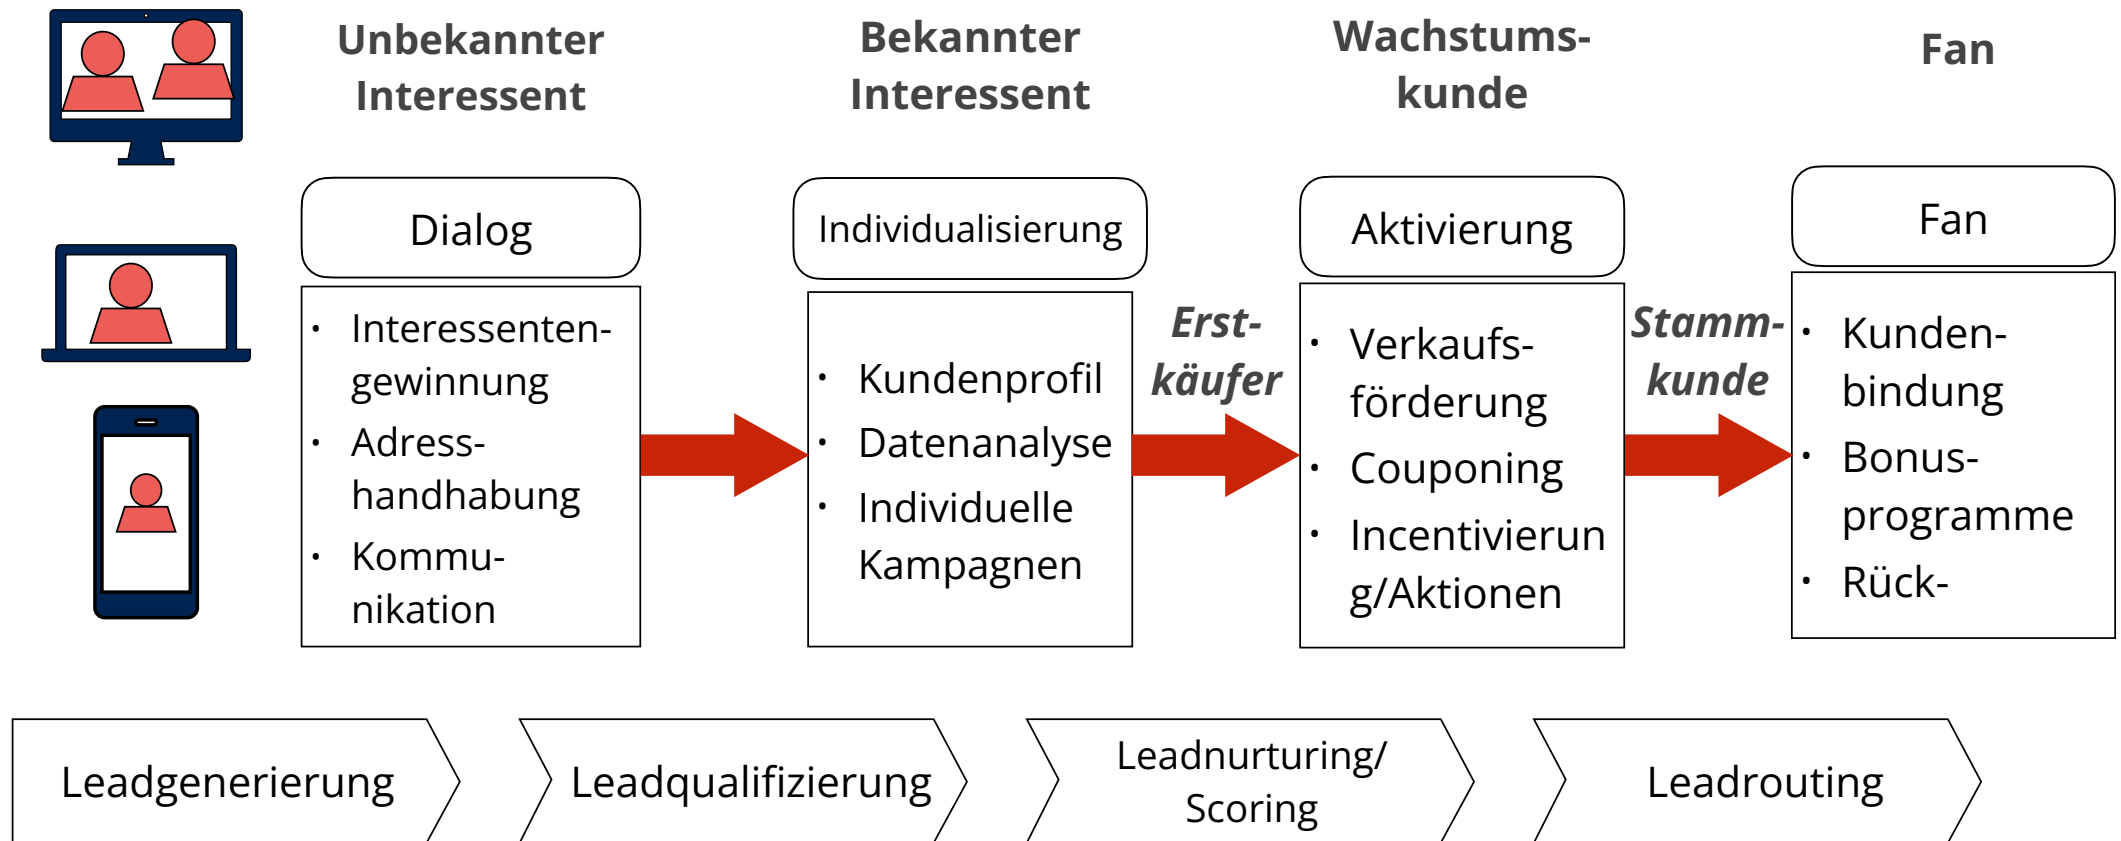 Unbekannter
Interessent
Bekannter
Interessent
Wachstums-
kunde
Fan
Dialog
Interessenten-
gewinnung
Adress-
handhabung
Kommu-
nikation
Individualisierung
Kundenprofil
Datenanalyse
Individuelle
Kampagnen
Erst-
käufer
Aktivierung
Verkaufs-
förderung
Couponing
Incentivierun
g/Aktionen
Stamm-
kunde
Fan
Kunden-
bindung
Bonus-
programme
Rück-
Leadgenerierung
Leadqualifizierung
Leadnurturing/
Scoring
Leadrouting